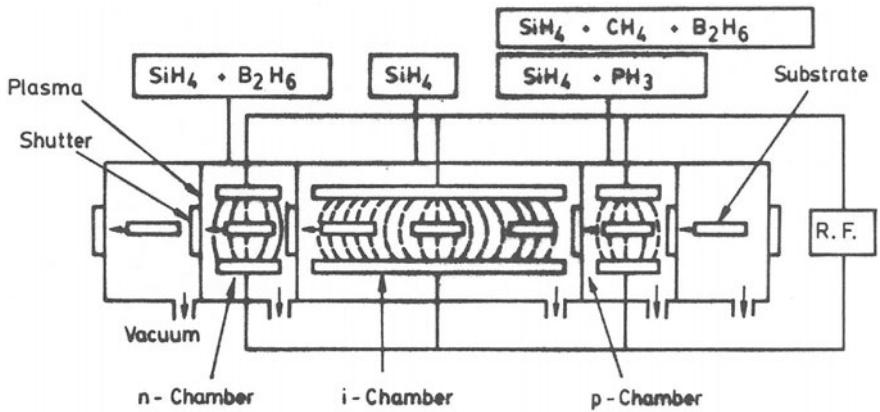 SiH4 + CH4 + B2H6
SiH4 + B2H6
SiH4
SiH4 + PH3
Substrate
Plasma
Shutter
R.F.
Vacuum
n-Chamber
i-Chamber
p-Chamber